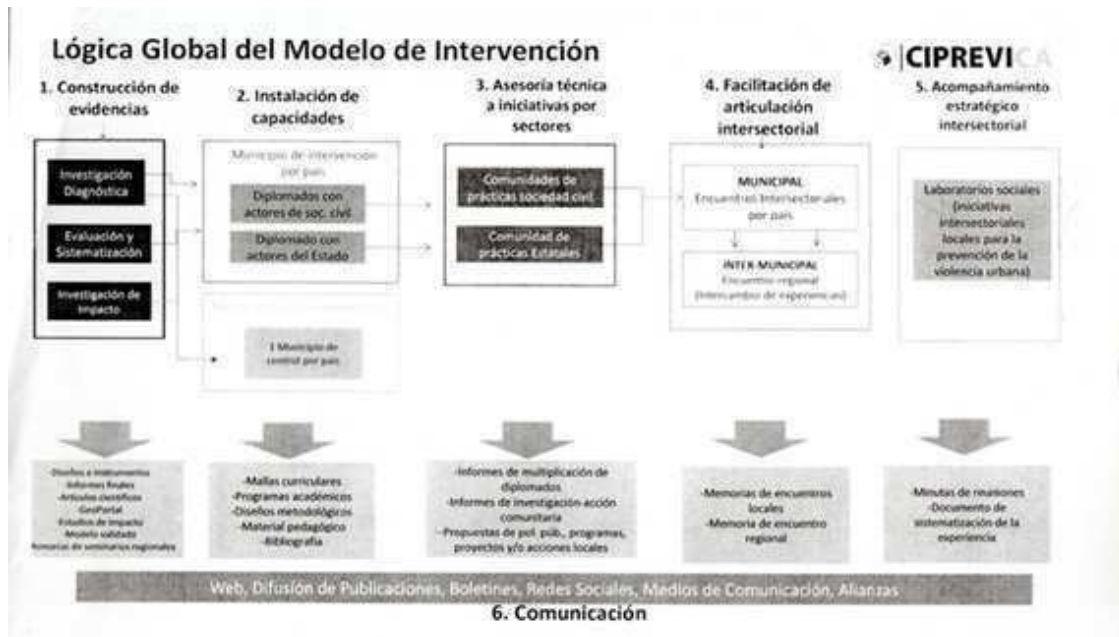 Lógica Global del Modelo de Intervención
CIPREVICA
1. Construcción de
evidencias
2. Instalación de
capacidades
3. Asesoría técnica
a iniciativas por
sectores
4. Facilitación de
articulación
intersectorial
5. Acompañamiento
estratégico
intersectorial
Investigación
Diagnóstica
Evaluación y
Sistematización
Investigación de
Impacto
Municipio de intervención
por país
Diplomados con
actores de soc. civil
Diplomado con
actores del Estado
1 Municipio de
control por país
Comunidades de
prácticas sociedad civil
Comunidad de
prácticas Estatales
MUNICIPAL
Encuentros Intersectoriales
por país
INTER-MUNICIPAL
Encuentro regional
(Intercambio de experiencias)
Laboratorios sociales
(iniciativas
intersectoriales
locales para la
prevención de la
violencia urbana)
-Diseños e instrumentos
-Informes finales
-Artículos científicos
-GeoPortal
-Estudios de impacto
-Modelo validado
Memorias de seminarios regionales
-Mallas curriculares
-Programas académicos
-Diseños metodológicos
-Material pedagógico
-Bibliografía
-Informes de multiplicación de
diplomados
-Informes de investigación acción
comunitaria
-Propuestas de pol. púb., programas,
proyectos y/o acciones locales
-Memorias de encuentros
locales
-Memoria de encuentro
regional
-Minutas de reuniones
-Documento de
sistematización de la
experiencia
Web, Difusión de Publicaciones, Boletines, Redes Sociales, Medios de Comunicación, Alianzas
6. Comunicación